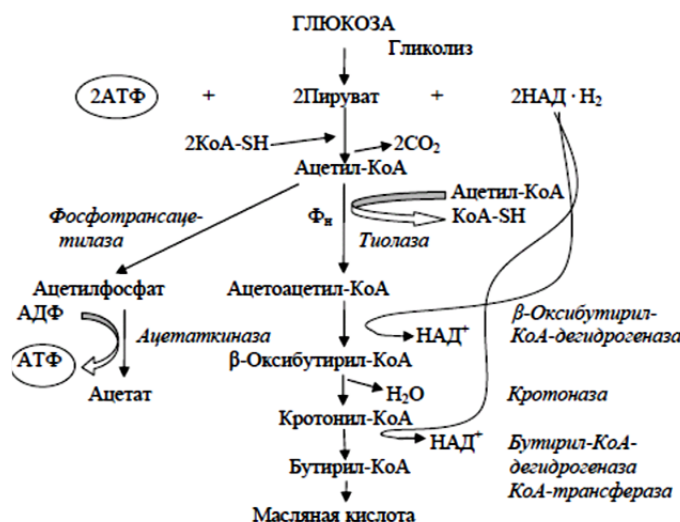 ГЛЮКОЗА
Гликолиз
2АТФ + 2Пируват + 2НАД · H₂
2КоА-SH
2CO₂
Ацетил-КоА
Ацетил-КоА
КоА-SH
Фосфотрансаце-
тилаза
Фн
Тиолаза
Ацетилфосфат
Ацетоацетил-КоА
АДФ
Ацетаткиназа
АТФ
Ацетат
НАД⁺
β-Оксибутирил-
КоА-дегидрогеназа
β-Оксибутирил-КоА
H₂O
Кротоназа
Кротонил-КоА
НАД⁺
Бутирил-КоА-
дегидрогеназа
КоА-трансфераза
Бутирил-КоА
Масляная кислота